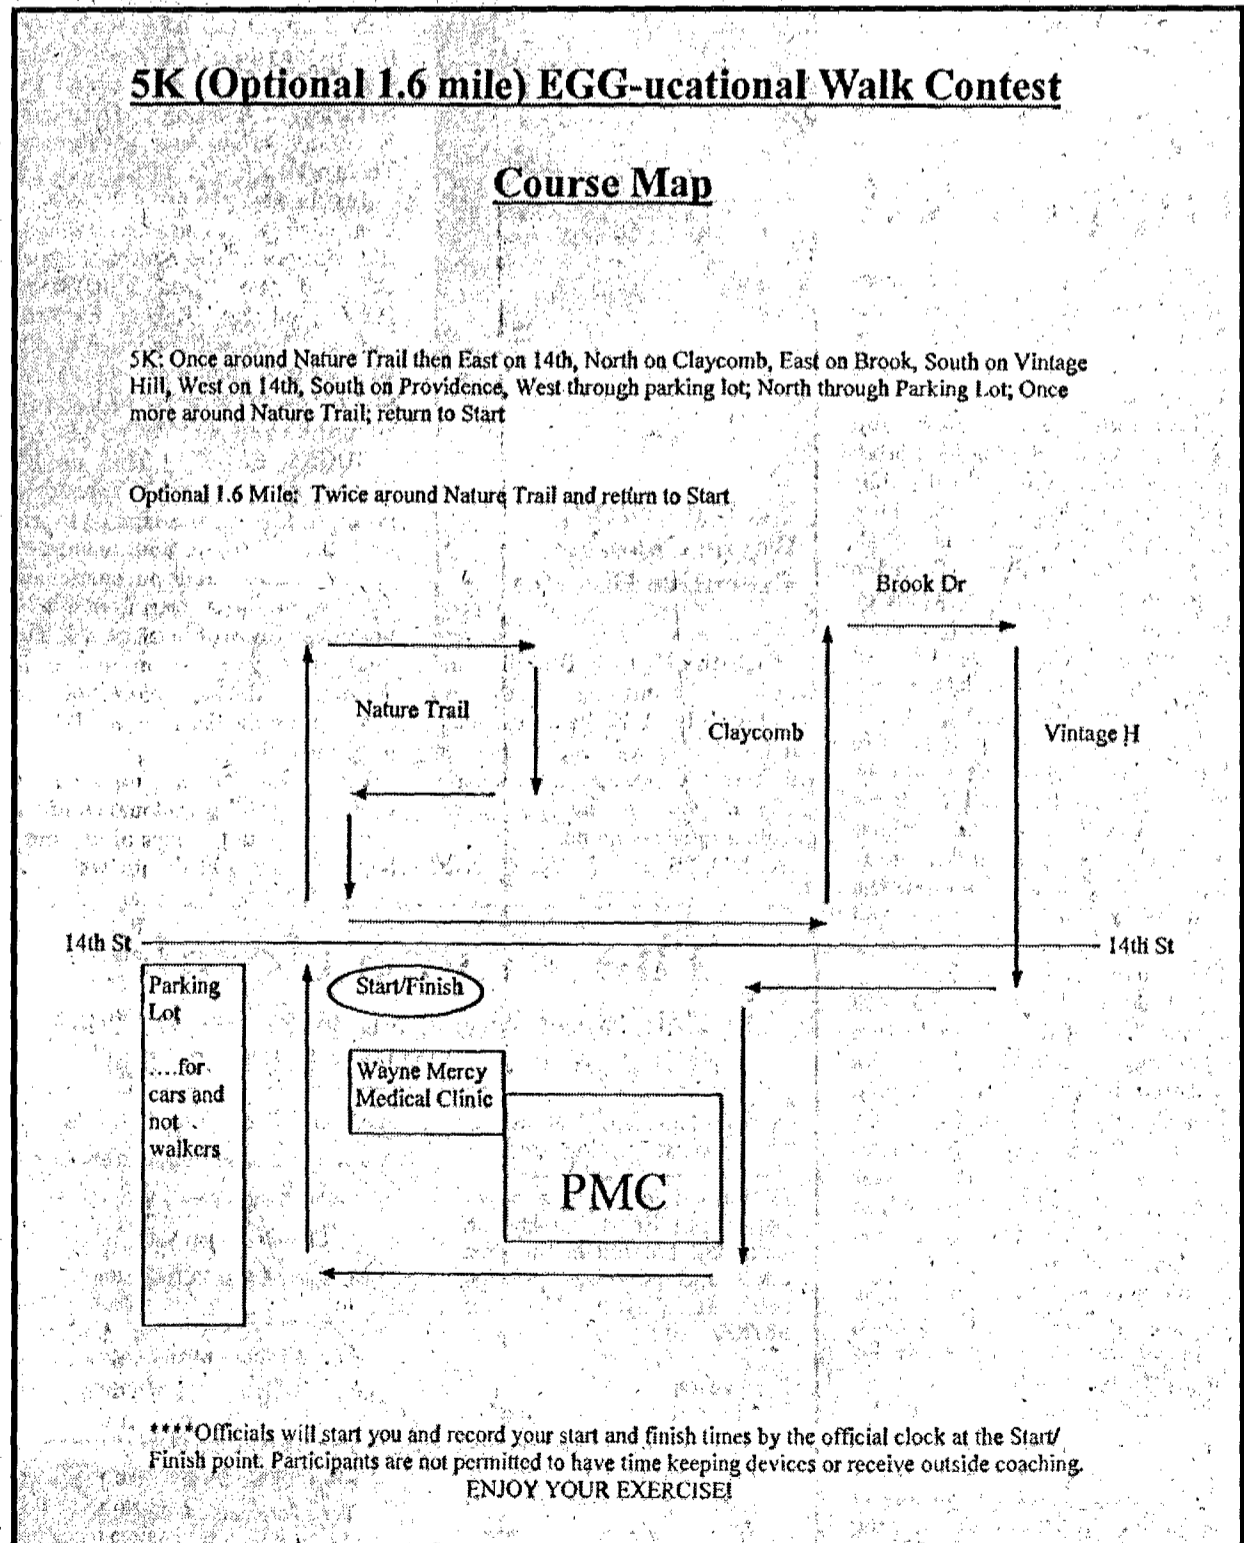 5K (Optional 1.6 mile) EGG-ucational Walk Contest
Course Map
5K: Once around Nature Trail then East on 14th, North on Claycomb, East on Brook, South on Vintage
Hill, West on 14th, South on Providence, West through parking lot; North through Parking Lot; Once
more around Nature Trail; return to Start
Optional 1.6 Mile: Twice around Nature Trail and return to Start
Brook Dr
Nature Trail
Claycomb
Vintage H
14th St
14th St
Parking
Lot
....for
cars and
not
walkers
Start/Finish
Wayne Mercy
Medical Clinic
PMC
****Officials will start you and record your start and finish times by the official clock at the Start/
Finish point. Participants are not permitted to have time keeping devices or receive outside coaching.
ENJOY YOUR EXERCISE!